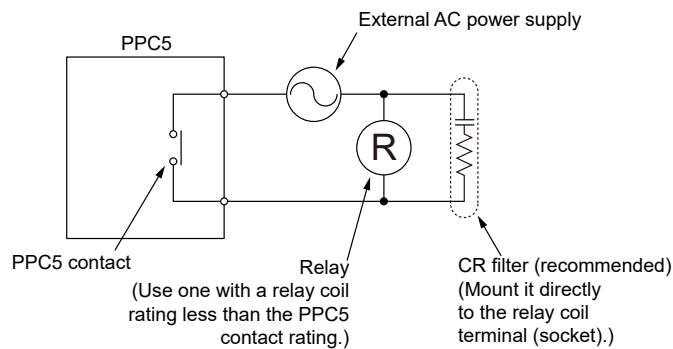 External AC power supply
PPC5
R
PPC5 contact
Relay
(Use one with a relay coil
rating less than the PPC5
contact rating.)
CR filter (recommended)
(Mount it directly
to the relay coil
terminal (socket).)